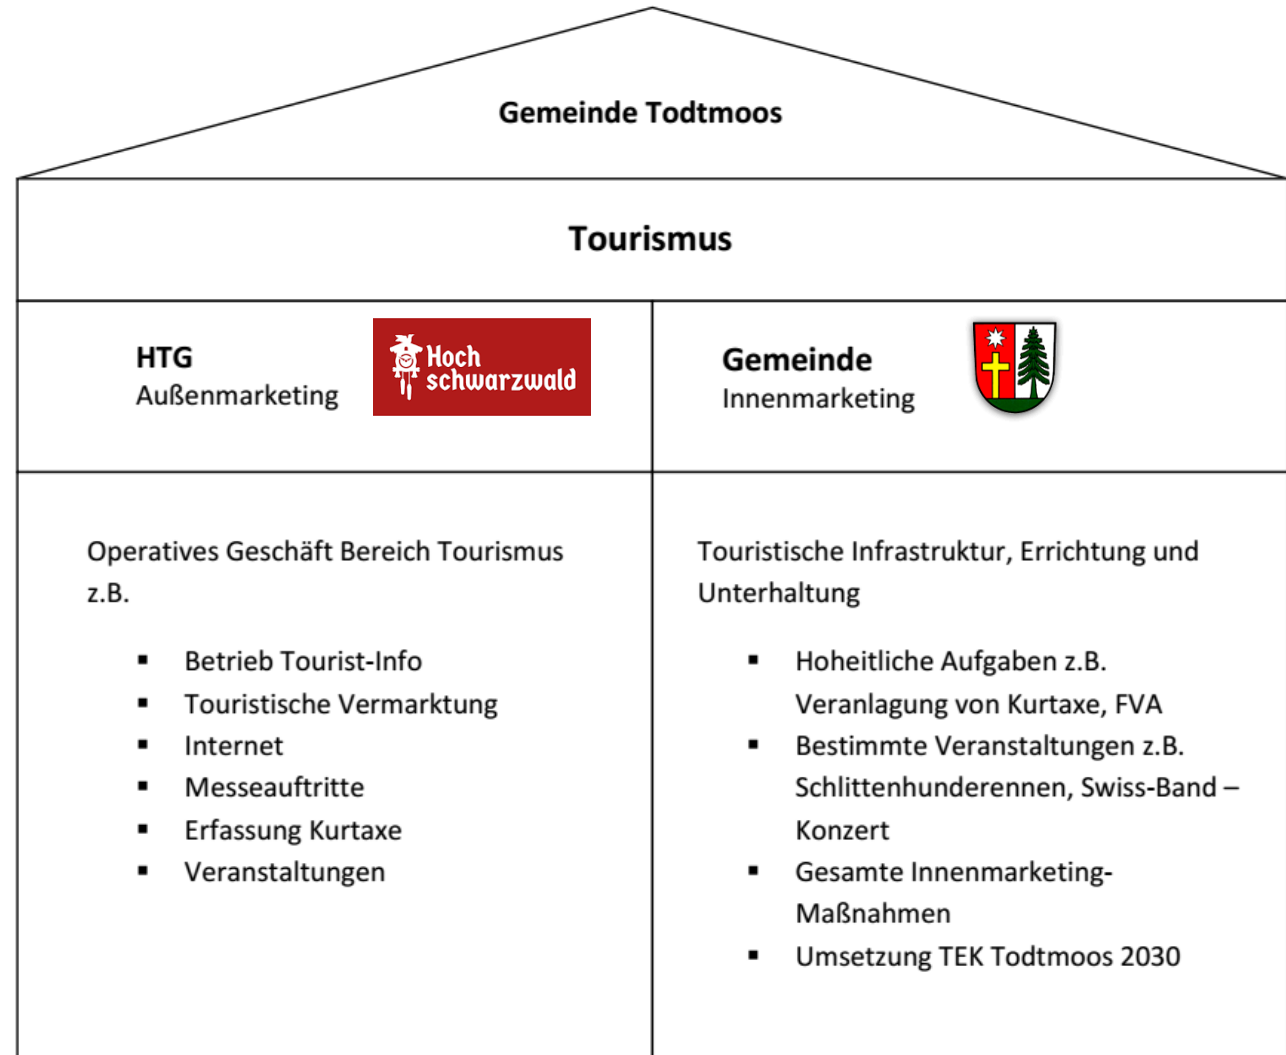 Gemeinde Todtmoos
Tourismus
HTG
Außenmarketing
Hoch
schwarzwald
Gemeinde
Innenmarketing
Operatives Geschäft Bereich Tourismus
z.B.
▪ Betrieb Tourist-Info
▪ Touristische Vermarktung
▪ Internet
▪ Messeauftritte
▪ Erfassung Kurtaxe
▪ Veranstaltungen
Touristische Infrastruktur, Errichtung und
Unterhaltung
▪ Hoheitliche Aufgaben z.B.
Veranlagung von Kurtaxe, FVA
▪ Bestimmte Veranstaltungen z.B.
Schlittenhunderennen, Swiss-Band –
Konzert
▪ Gesamte Innenmarketing-
Maßnahmen
▪ Umsetzung TEK Todtmoos 2030